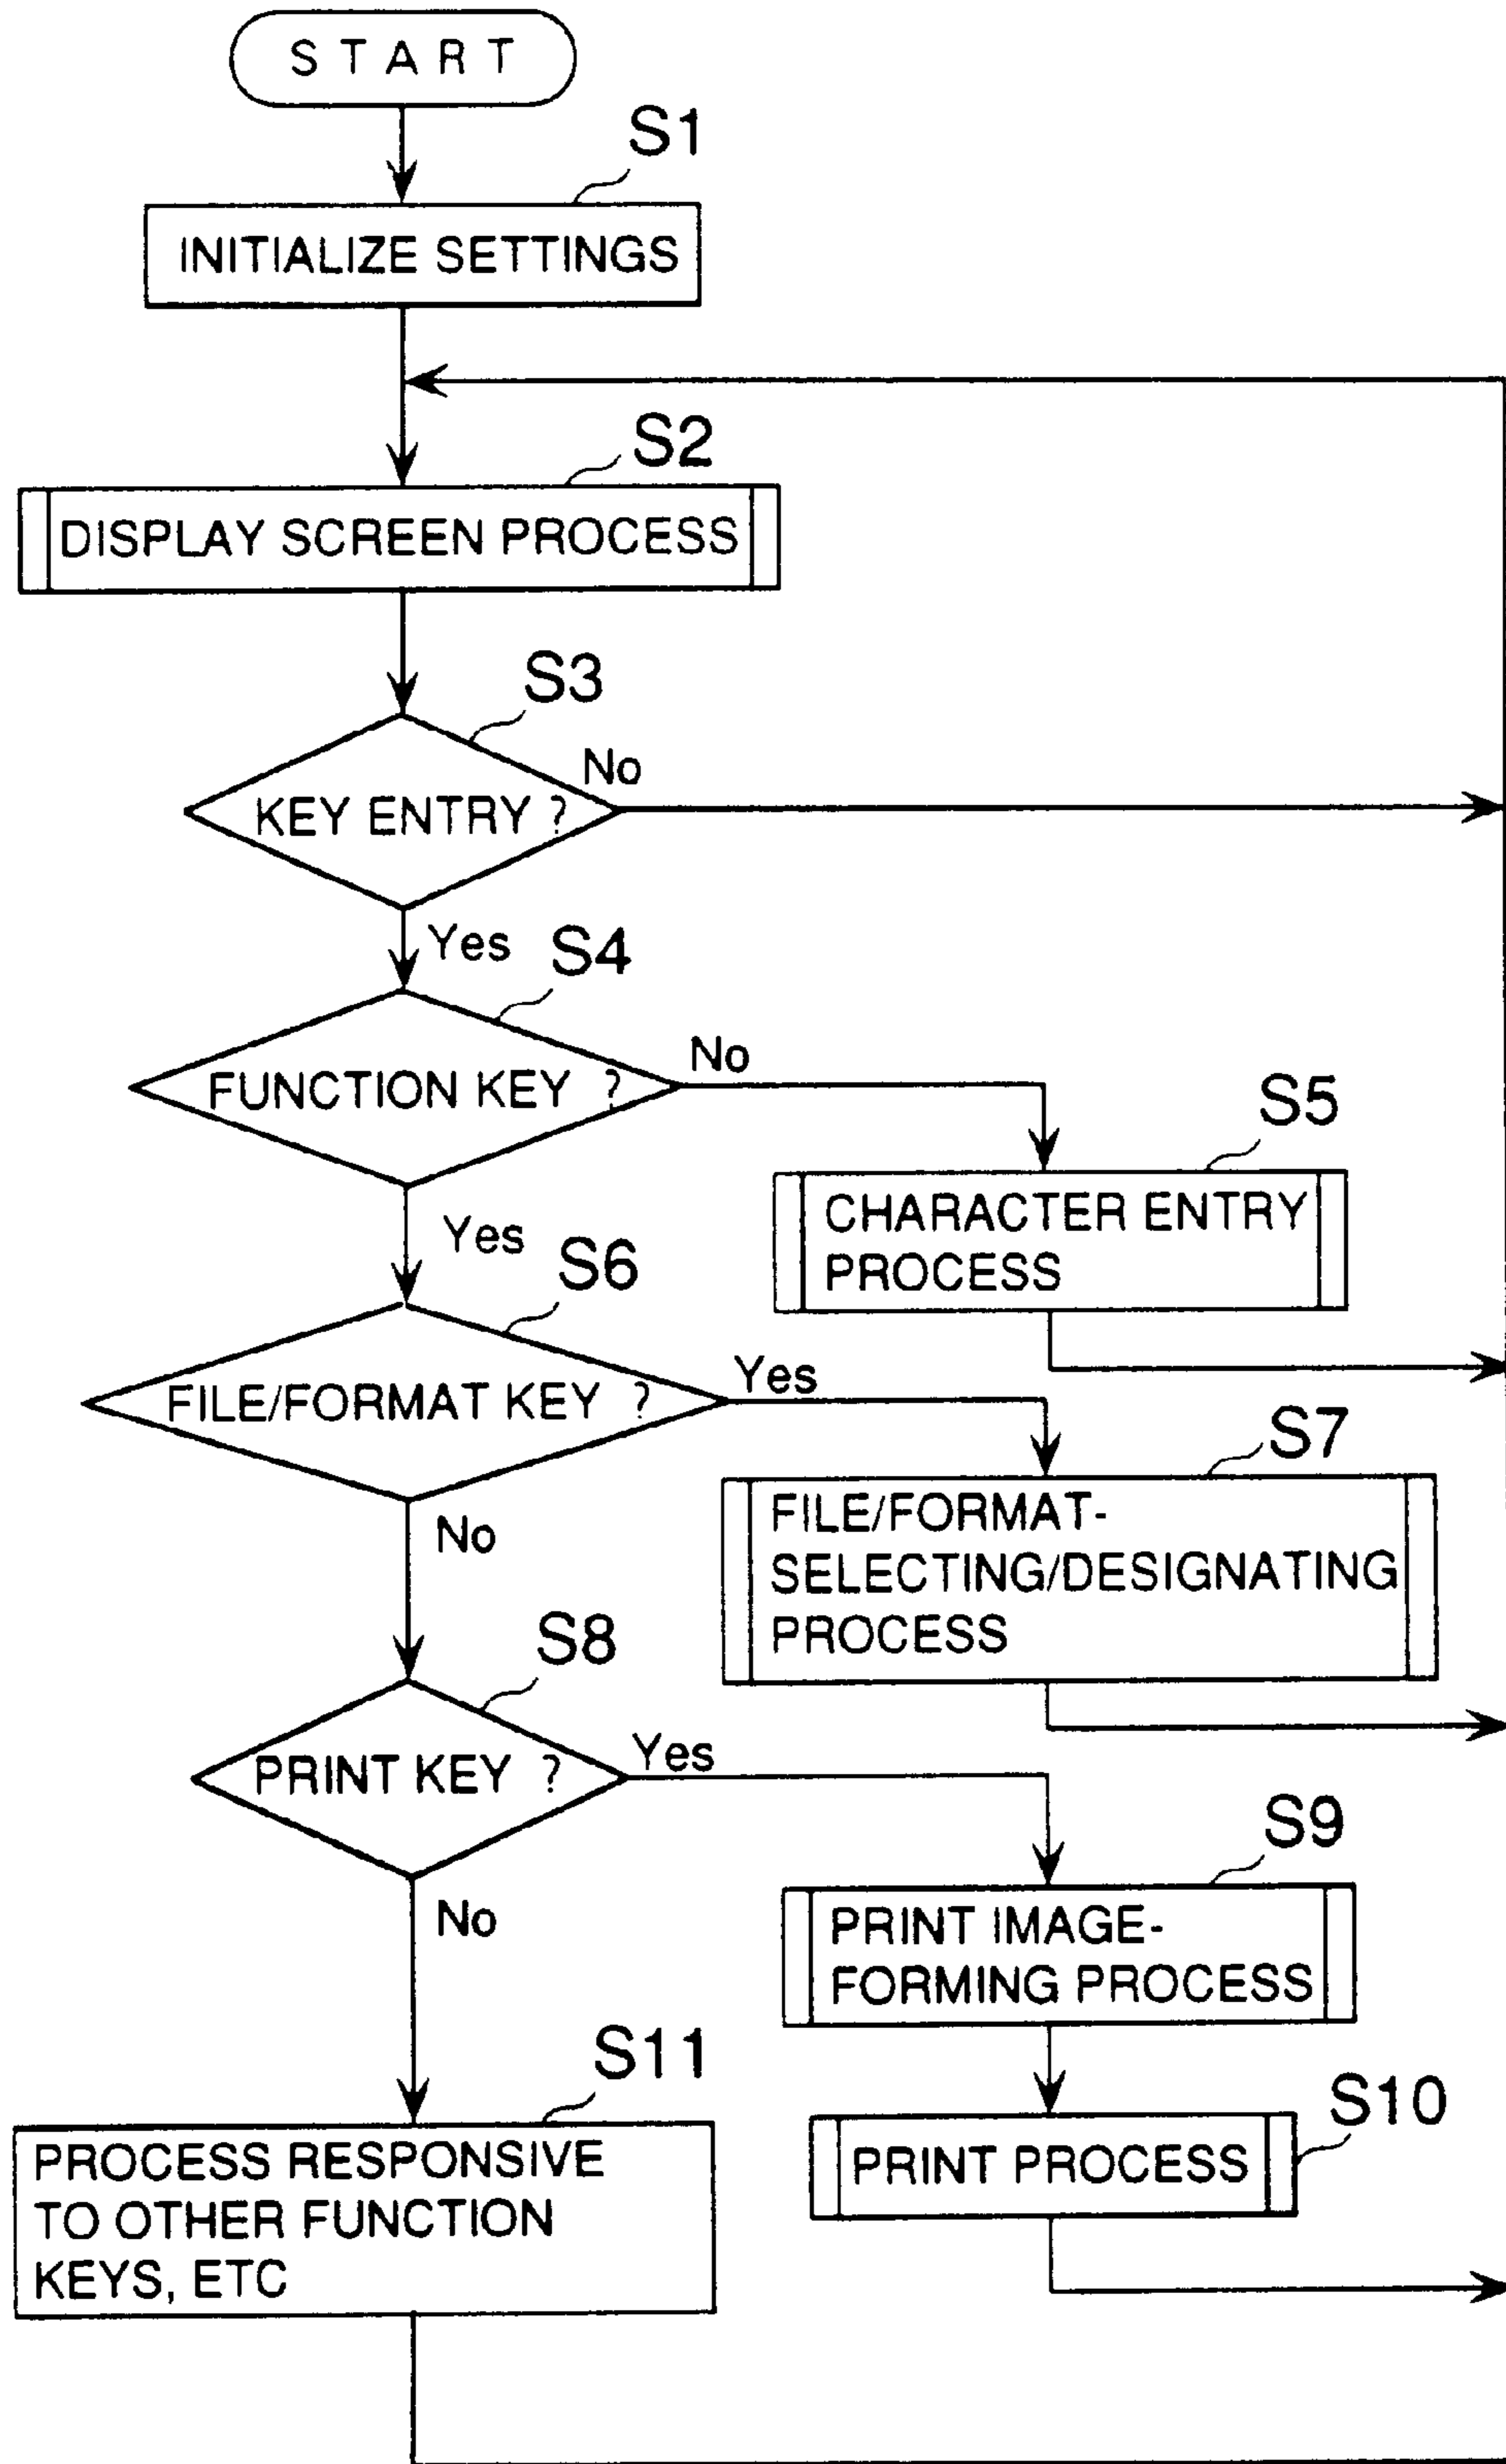 START
S1
INITIALIZE SETTINGS
S2
DISPLAY SCREEN PROCESS
S3
No
KEY ENTRY ?
Yes
S4
No
FUNCTION KEY ?
S5
CHARACTER ENTRY
PROCESS
Yes
S6
Yes
FILE/FORMAT KEY ?
S7
FILE/FORMAT-
SELECTING/DESIGNATING
PROCESS
No
S8
Yes
PRINT KEY ?
S9
PRINT IMAGE-
FORMING PROCESS
No
S10
PRINT PROCESS
S11
PROCESS RESPONSIVE
TO OTHER FUNCTION
KEYS, ETC